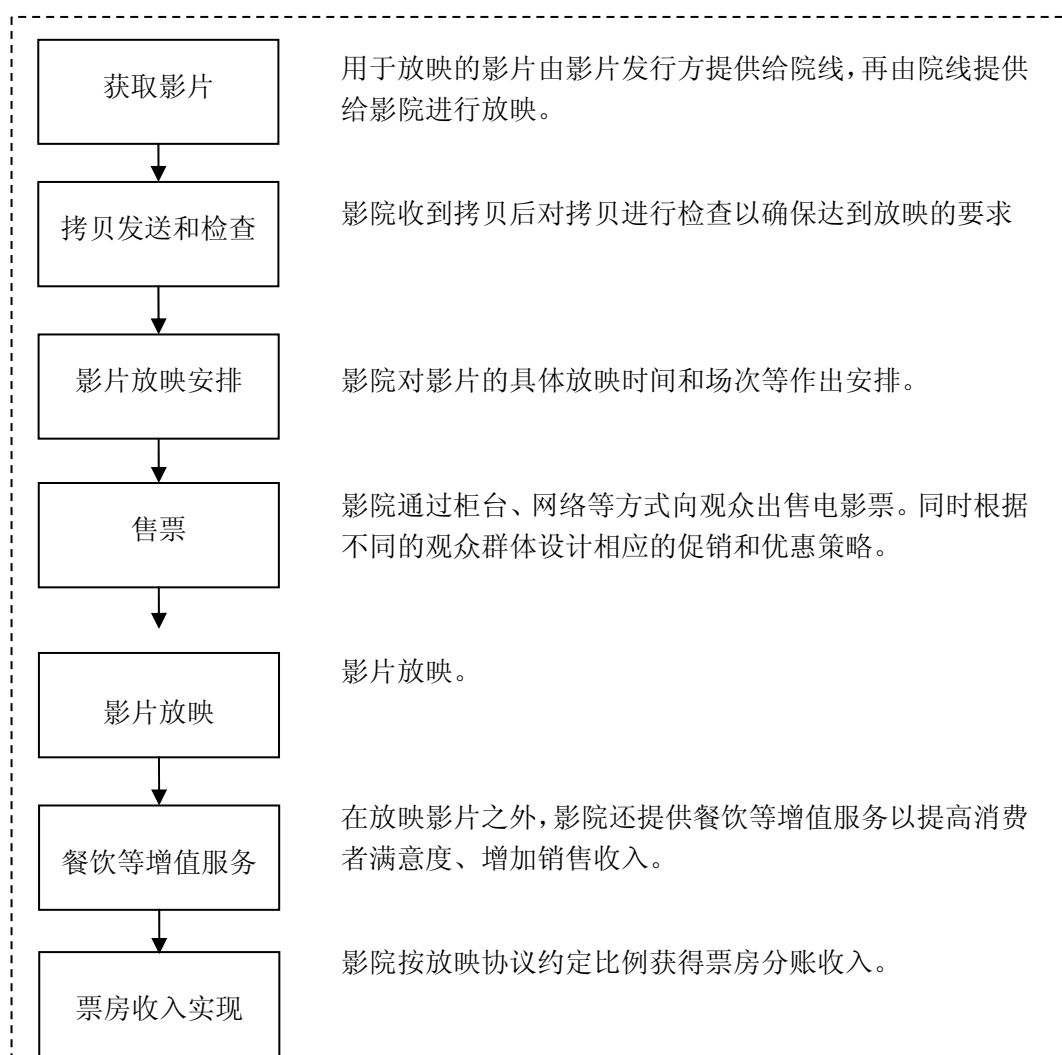 获取影片
用于放映的影片由影片发行方提供给院线,再由院线提供
给影院进行放映。
拷贝发送和检查
影院收到拷贝后对拷贝进行检查以确保达到放映的要求
影片放映安排
影院对影片的具体放映时间和场次等作出安排。
售票
影院通过柜台、网络等方式向观众出售电影票。同时根据
不同的观众群体设计相应的促销和优惠策略。
影片放映
影片放映。
餐饮等增值服务
在放映影片之外,影院还提供餐饮等增值服务以提高消费
者满意度、增加销售收入。
票房收入实现
影院按放映协议约定比例获得票房分账收入。